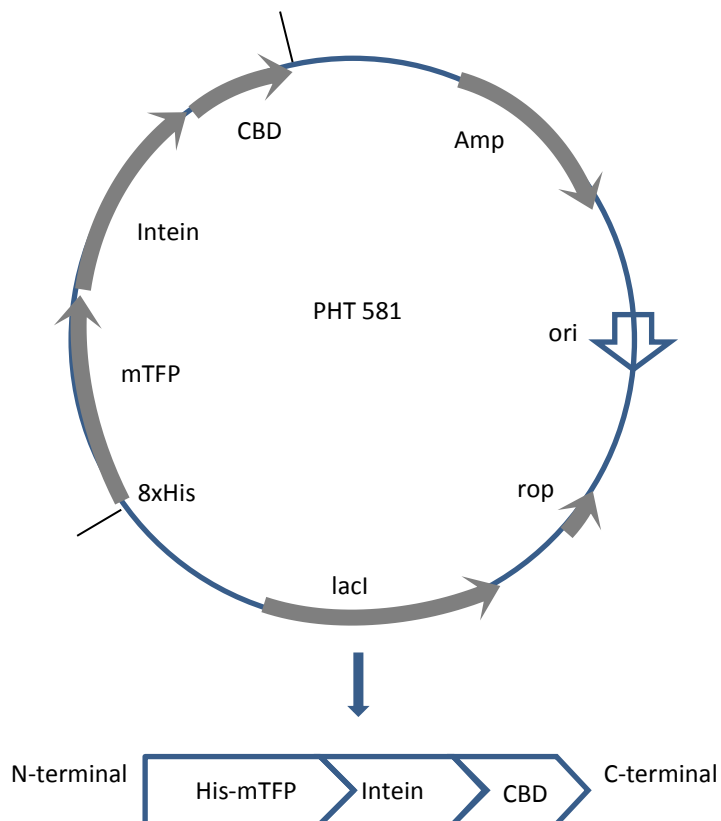 CBD
Amp
Intein
PHT 581
ori
mTFP
8xHis
rop
lacI
N-terminal His-mTFP Intein CBD C-terminal